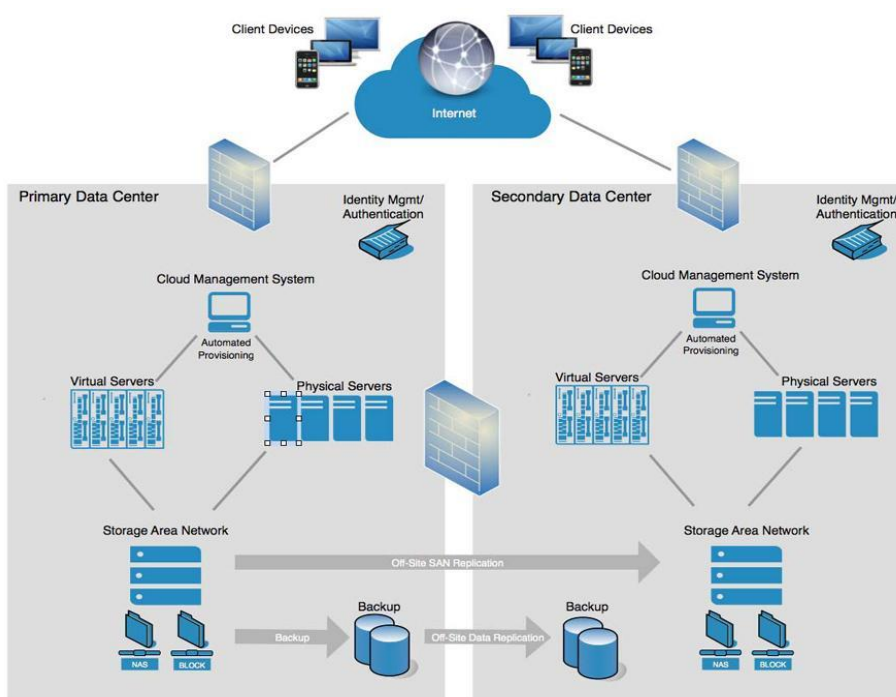 Client Devices
Client Devices
Internet
Primary Data Center
Identity Mgmt/
Authentication
Cloud Management System
Automated
Provisioning
Virtual Servers
Physical Servers
Storage Area Network
NAS
BLOCK
Backup
Backup
Off-Site SAN Replication
Off-Site Data Replication
Secondary Data Center
Identity Mgmt/
Authentication
Cloud Management System
Automated
Provisioning
Virtual Servers
Physical Servers
Storage Area Network
Backup
NAS
BLOCK